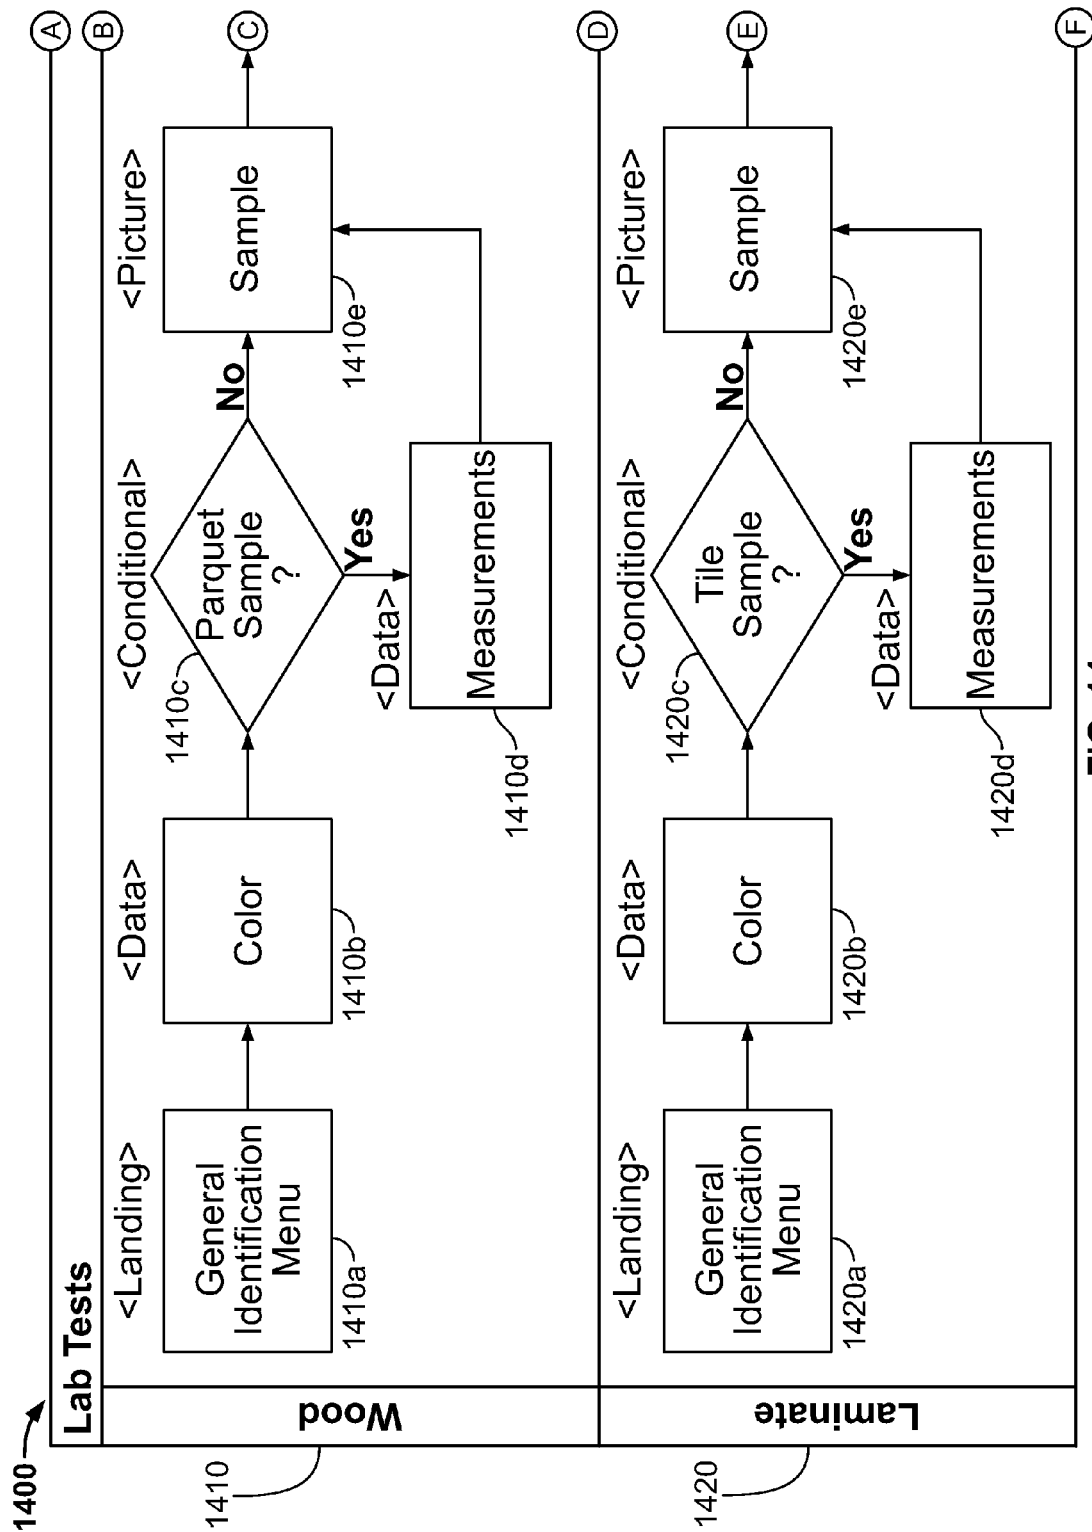 1400
Lab Tests
A
B
Wood
1410
<Landing>
General
Identification
Menu
1410a
<Data>
Color
1410b
<Conditional>
Parquet
Sample
?
1410c
No
Yes
<Data>
Measurements
1410d
<Picture>
Sample
1410e
C
D
Laminate
1420
<Landing>
General
Identification
Menu
1420a
<Data>
Color
1420b
<Conditional>
Tile
Sample
?
1420c
No
Yes
<Data>
Measurements
1420d
<Picture>
Sample
1420e
E
F